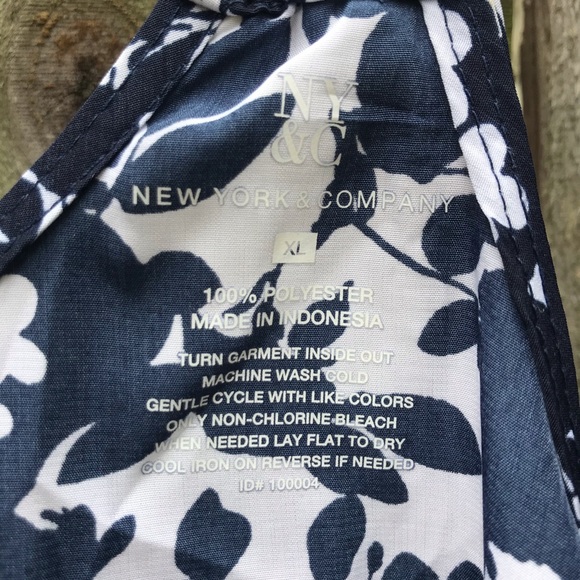 NY
&C
NEW YORK & COMPANY
XL
100% POLYESTER
MADE IN INDONESIA
TURN GARMENT INSIDE OUT
MACHINE WASH COLD
GENTLE CYCLE WITH LIKE COLORS
ONLY NON-CHLORINE BLEACH
WHEN NEEDED LAY FLAT TO DRY
COOL IRON ON REVERSE IF NEEDED
ID# 100004